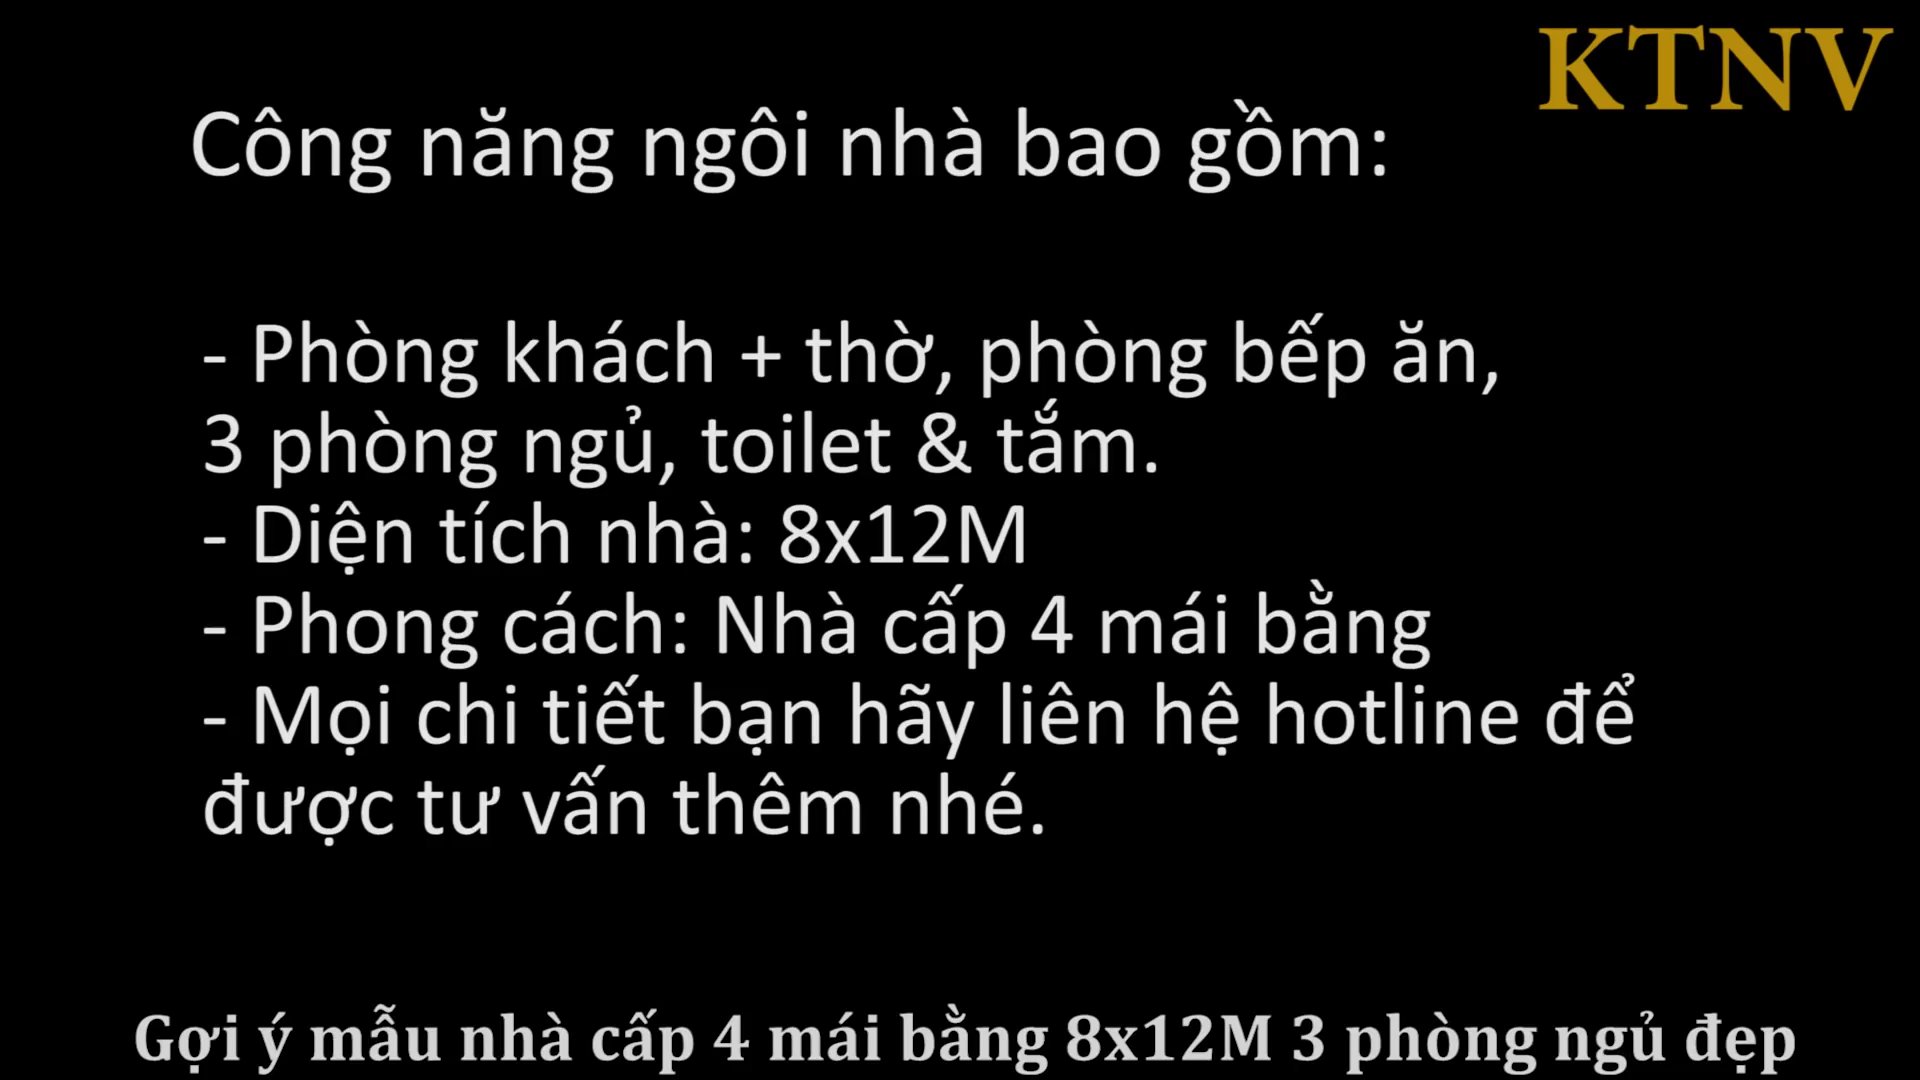 KTNV
Công năng ngôi nhà bao gồm:
- Phòng khách + thờ, phòng bếp ăn,
3 phòng ngủ, toilet & tắm.
- Diện tích nhà: 8x12M
- Phong cách: Nhà cấp 4 mái bằng
- Mọi chi tiết bạn hãy liên hệ hotline để
được tư vấn thêm nhé.
Gợi ý mẫu nhà cấp 4 mái bằng 8x12M 3 phòng ngủ đẹp